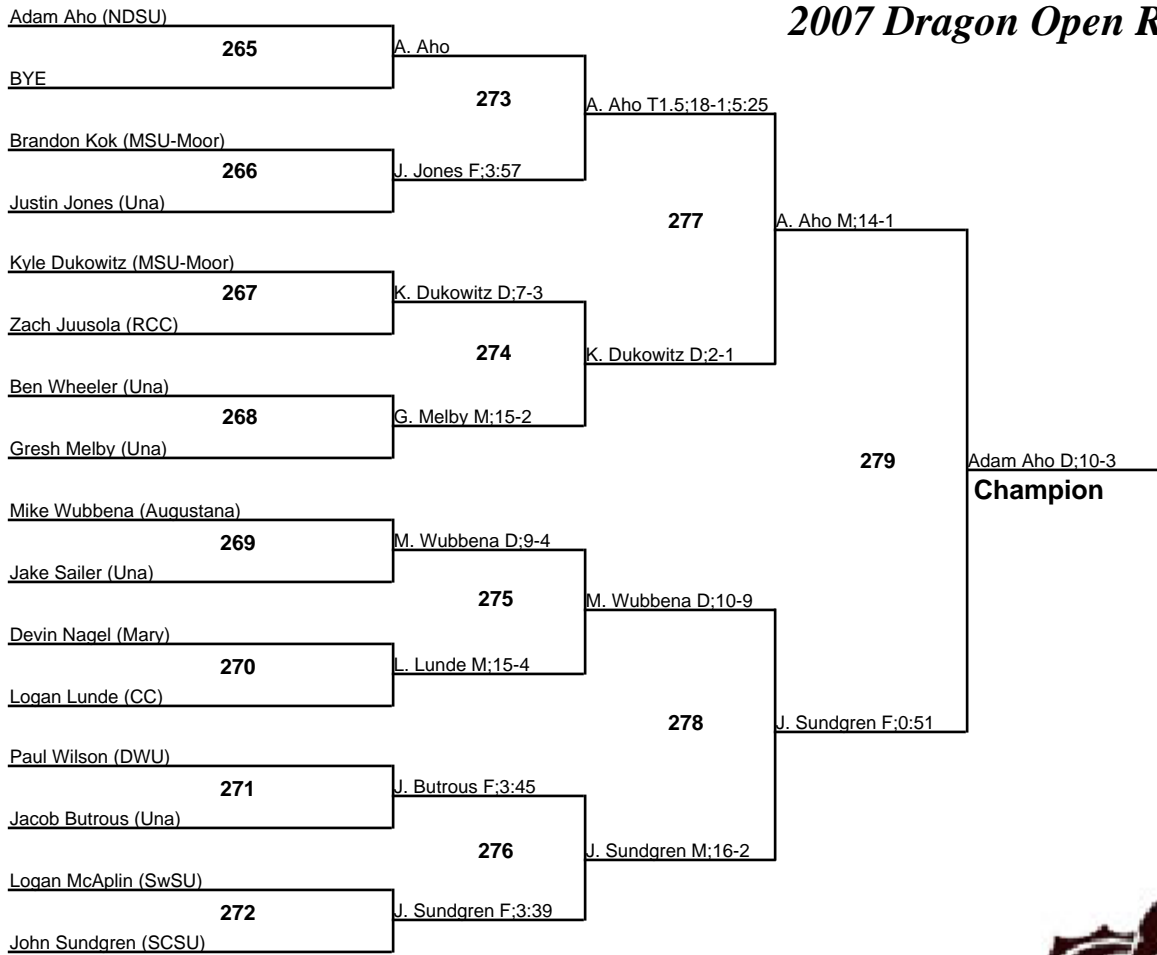 2007 Dragon Open R
Adam Aho (NDSU)
265
BYE
A. Aho
273
Brandon Kok (MSU-Moor)
266
Justin Jones (Una)
J. Jones F;3:57
A. Aho T1.5;18-1;5:25
277
Kyle Dukowitz (MSU-Moor)
267
Zach Juusola (RCC)
K. Dukowitz D;7-3
274
Ben Wheeler (Una)
268
Gresh Melby (Una)
G. Melby M;15-2
K. Dukowitz D;2-1
A. Aho M;14-1
279
Mike Wubbena (Augustana)
269
Jake Sailer (Una)
M. Wubbena D;9-4
275
Devin Nagel (Mary)
270
Logan Lunde (CC)
L. Lunde M;15-4
M. Wubbena D;10-9
278
Paul Wilson (DWU)
271
Jacob Butrous (Una)
J. Butrous F;3:45
276
Logan McAplin (SwSU)
272
John Sundgren (SCSU)
J. Sundgren F;3:39
J. Sundgren M;16-2
J. Sundgren F;0:51
Adam Aho D;10-3
Champion